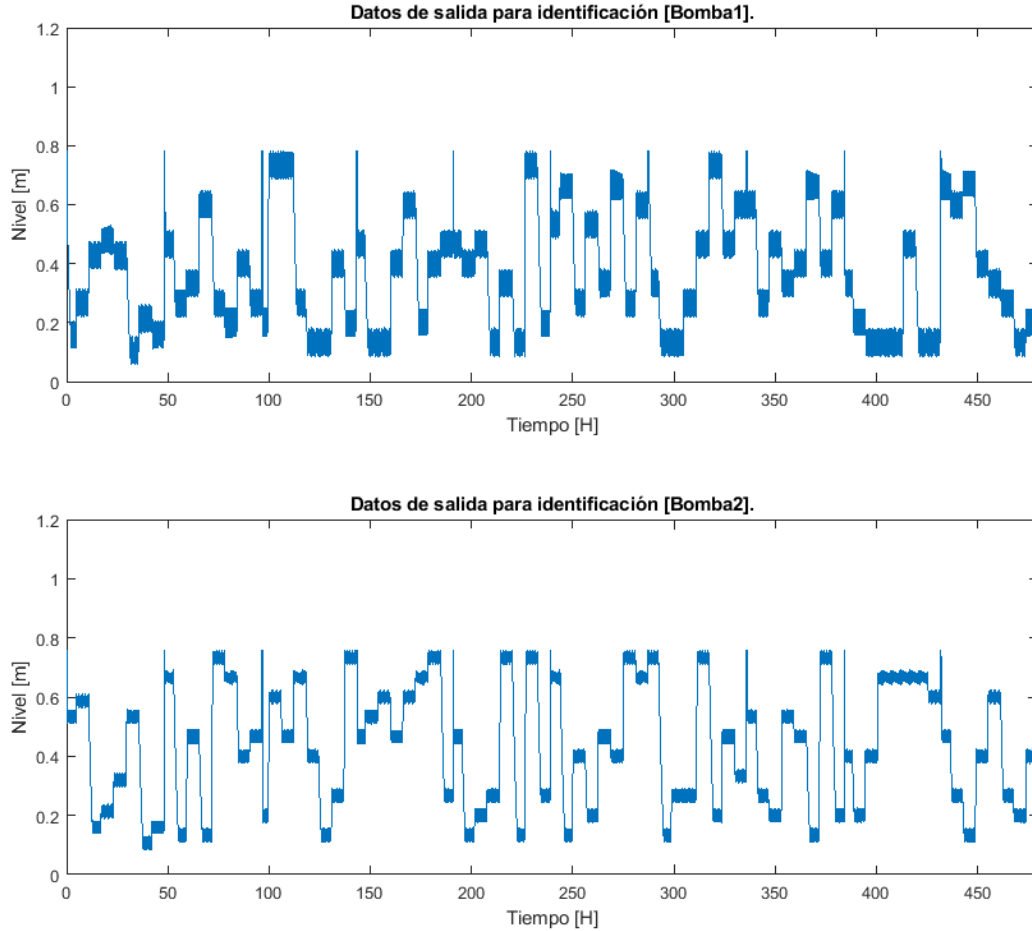 Datos de salida para identificación [Bomba1].
1.2
1
0.8
0.6
0.4
0.2
0
Nivel [m]
0 50 100 150 200 250 300 350 400 450
Tiempo [H]
Datos de salida para identificación [Bomba2].
1.2
1
0.8
0.6
0.4
0.2
0
Nivel [m]
0 50 100 150 200 250 300 350 400 450
Tiempo [H]